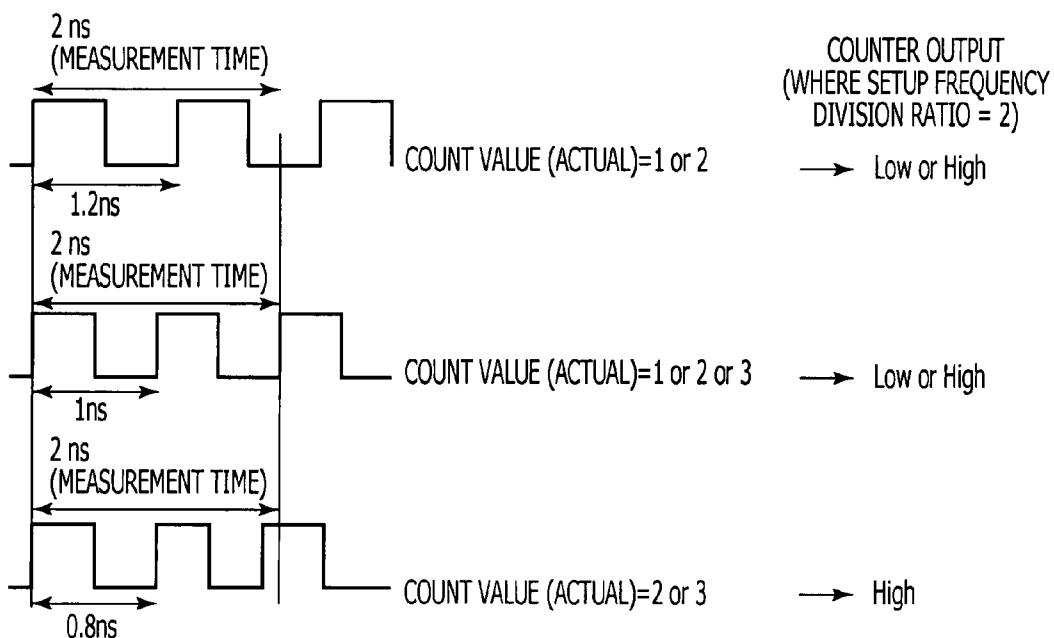 2 ns
(MEASUREMENT TIME)
COUNTER OUTPUT
(WHERE SETUP FREQUENCY
DIVISION RATIO = 2)
COUNT VALUE (ACTUAL)=1 or 2
Low or High
1.2ns
2 ns
(MEASUREMENT TIME)
COUNT VALUE (ACTUAL)=1 or 2 or 3
Low or High
1ns
2 ns
(MEASUREMENT TIME)
COUNT VALUE (ACTUAL)=2 or 3
High
0.8ns